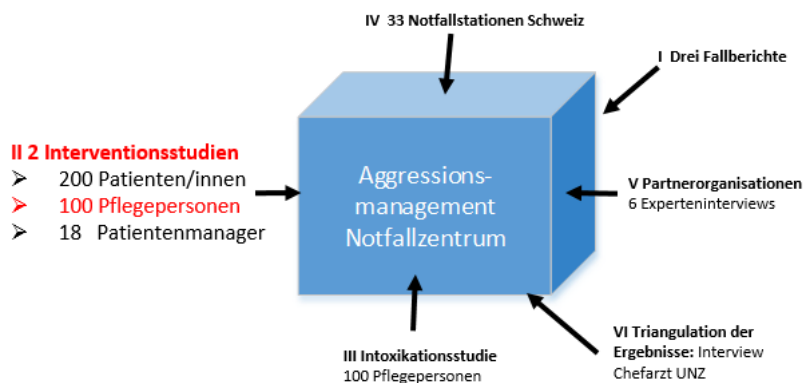 IV 33 Notfallstationen Schweiz
I Drei Fallberichte
II 2 Interventionsstudien
➢ 200 Patienten/innen
➢ 100 Pflegepersonen
➢ 18 Patientenmanager
Aggressions-
management
Notfallzentrum
V Partnerorganisationen
6 Experteninterviews
III Intoxikationsstudie
100 Pflegepersonen
VI Triangulation der
Ergebnisse: Interview
Chefarzt UNZ